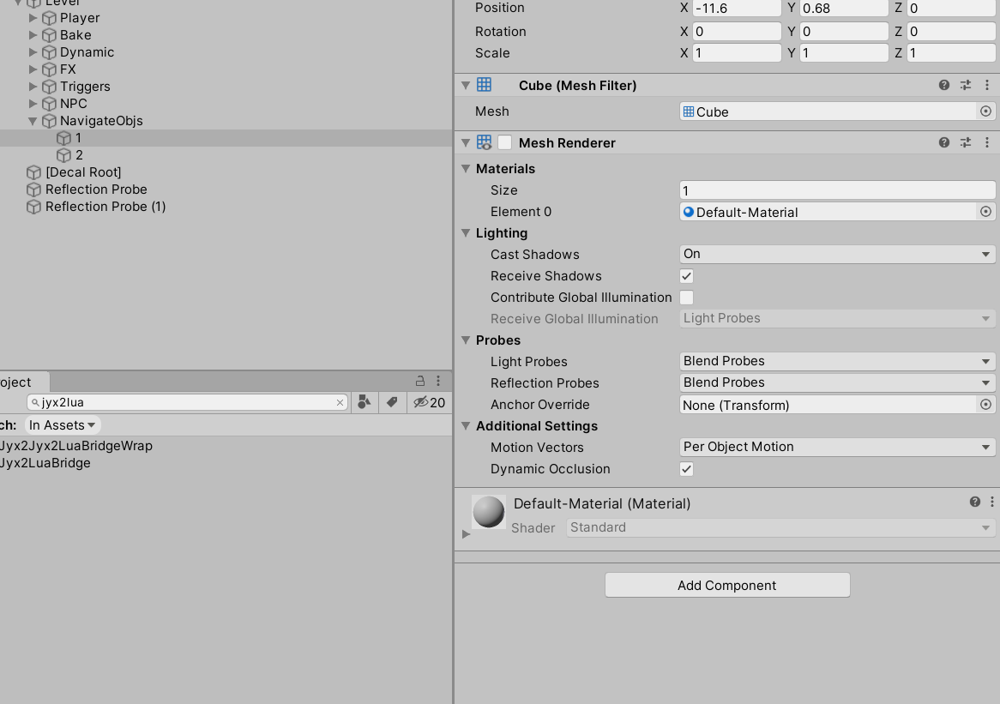 Level
Player
Bake
Dynamic
FX
Triggers
NPC
NavigateObjs
1
2
[Decal Root]
Reflection Probe
Reflection Probe (1)
oject
jyx2lua
20
ch: In Assets
Jyx2Jyx2LuaBridgeWrap
Jyx2LuaBridge
Position X -11.6 Y 0.68 Z 0
Rotation X 0 Y 0 Z 0
Scale X 1 Y 1 Z 1
Cube (Mesh Filter)
Mesh Cube
Mesh Renderer
Materials
Size 1
Element 0 Default-Material
Lighting
Cast Shadows On
Receive Shadows
Contribute Global Illumination
Receive Global Illumination Light Probes
Probes
Light Probes Blend Probes
Reflection Probes Blend Probes
Anchor Override None (Transform)
Additional Settings
Motion Vectors Per Object Motion
Dynamic Occlusion
Default-Material (Material)
Shader Standard
Add Component